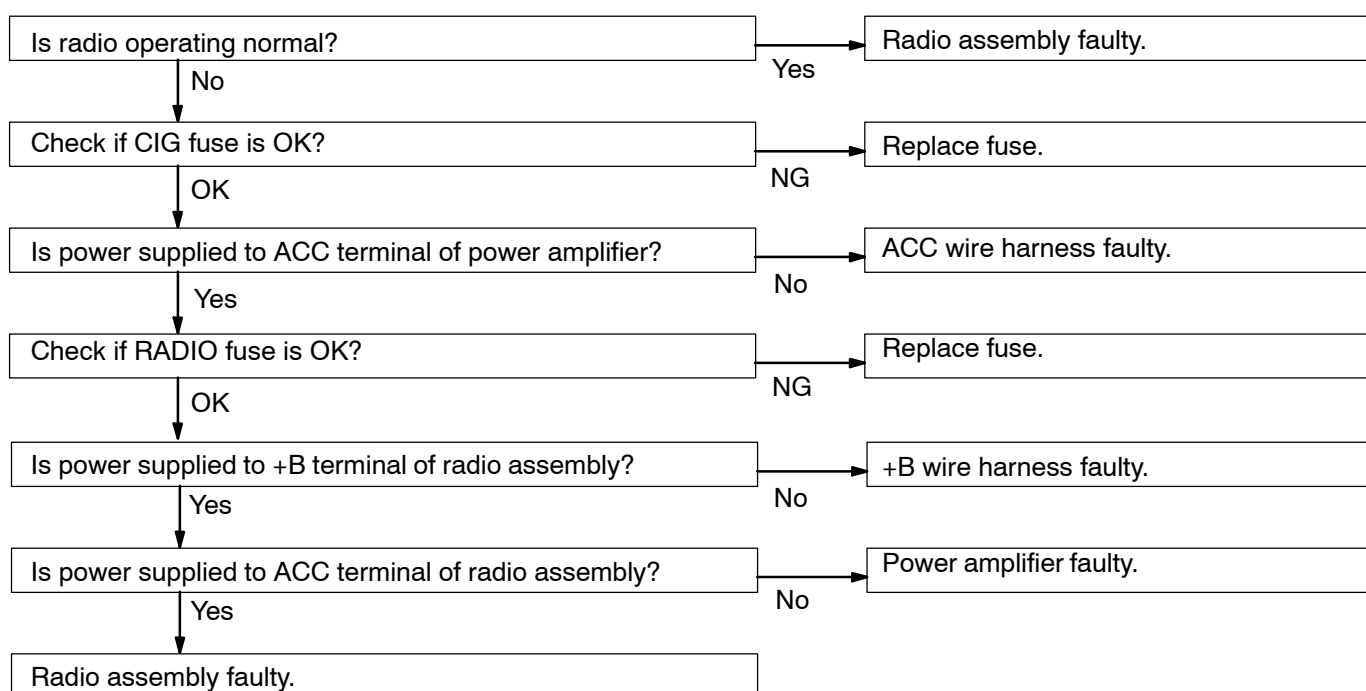 Is radio operating normal?
Yes
Radio assembly faulty.
No
Check if CIG fuse is OK?
NG
Replace fuse.
OK
Is power supplied to ACC terminal of power amplifier?
No
ACC wire harness faulty.
Yes
Check if RADIO fuse is OK?
NG
Replace fuse.
OK
Is power supplied to +B terminal of radio assembly?
No
+B wire harness faulty.
Yes
Is power supplied to ACC terminal of radio assembly?
No
Power amplifier faulty.
Yes
Radio assembly faulty.